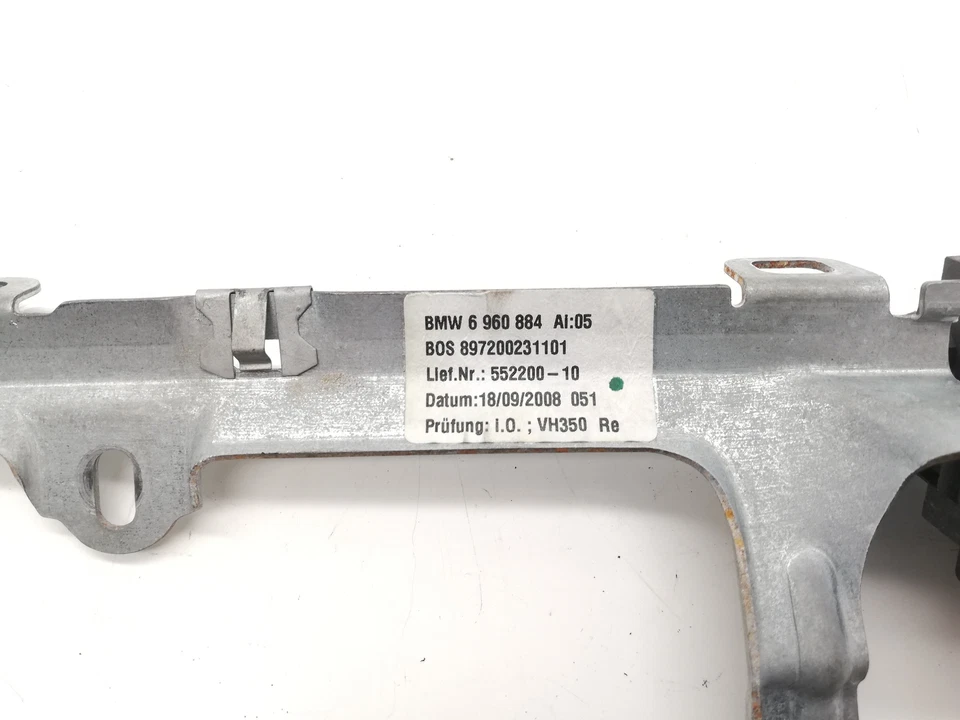 BMW 6 960 884 AI:05
BOS 897200231101
Lief.Nr.: 552200-10
Datum:18/09/2008 051
Prüfung: i.O. ; VH350 Re